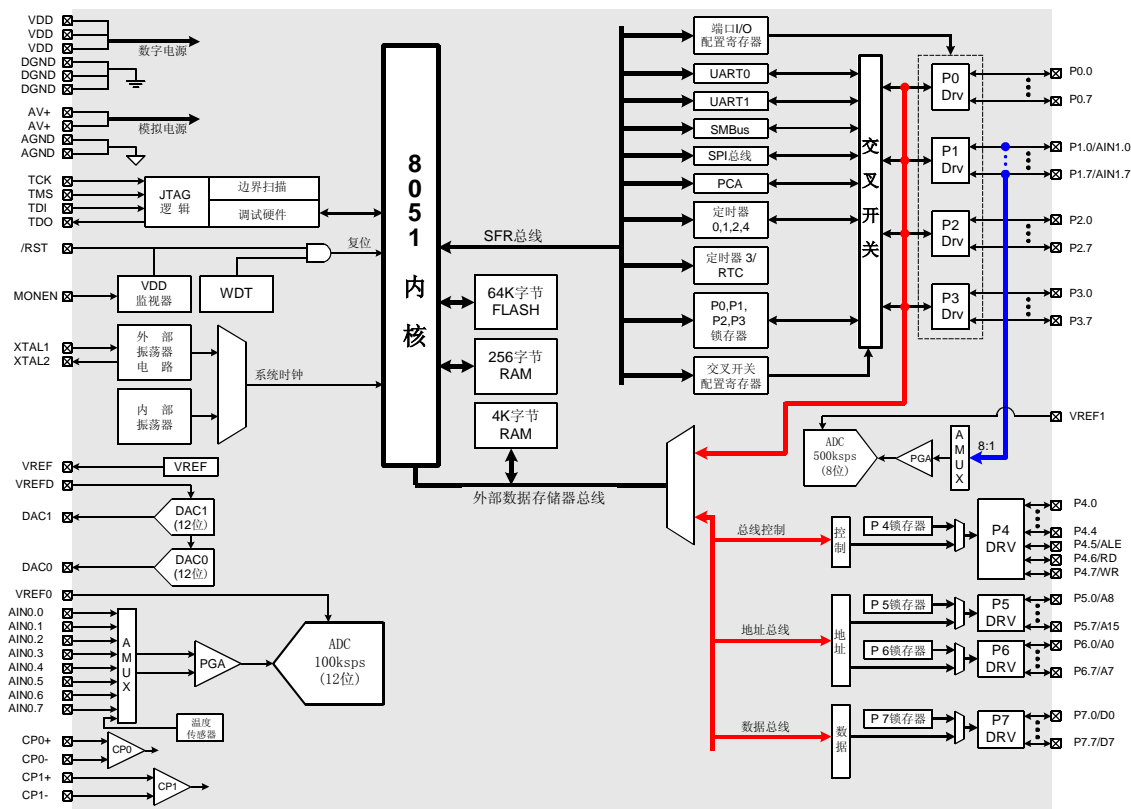 VDD
VDD
VDD
数字电源
DGND
DGND
DGND
AV+
AV+
模拟电源
AGND
AGND
TCK
TMS
TDI
TDO
JTAG
逻 辑
边界扫描
调试硬件
/RST
复位
MONEN
VDD
监视器
WDT
XTAL1
XTAL2
外 部
振荡器
电 路
内 部
振荡器
系统时钟
VREF
VREF
VREFD
DAC1
DAC1
(12位)
DAC0
DAC0
(12位)
VREF0
AIN0.0
AIN0.1
AIN0.2
AIN0.3
AIN0.4
AIN0.5
AIN0.6
AIN0.7
A
M
U
X
PGA
ADC
100ksps
(12位)
温度
传感器
CP0+
CP0-
CP0
CP1+
CP1-
CP1
8
0
5
1
内
核
SFR总线
64K字节
FLASH
256字节
RAM
4K字节
RAM
外部数据存储器总线
端口I/O
配置寄存器
UART0
UART1
SMBus
SPI总线
PCA
定时器
0,1,2,4
定时器 3/
RTC
P0,P1,
P2,P3
锁存器
交叉开关
配置寄存器
交
叉
开
关
P0
Drv
P1
Drv
P2
Drv
P3
Drv
P0.0
P0.7
P1.0/AIN1.0
P1.7/AIN1.7
P2.0
P2.7
P3.0
P3.7
VREF1
ADC
500ksps
(8位)
PGA
A
M
U
X
8:1
总线控制
控
制
P 4锁存器
P4
DRV
P4.0
P4.4
P4.5/ALE
P4.6/RD
P4.7/WR
地址总线
地
址
P 5锁存器
P5
DRV
P5.0/A8
P5.7/A15
P 6锁存器
P6
DRV
P6.0/A0
P6.7/A7
数据总线
数
据
P 7锁存器
P7
DRV
P7.0/D0
P7.7/D7